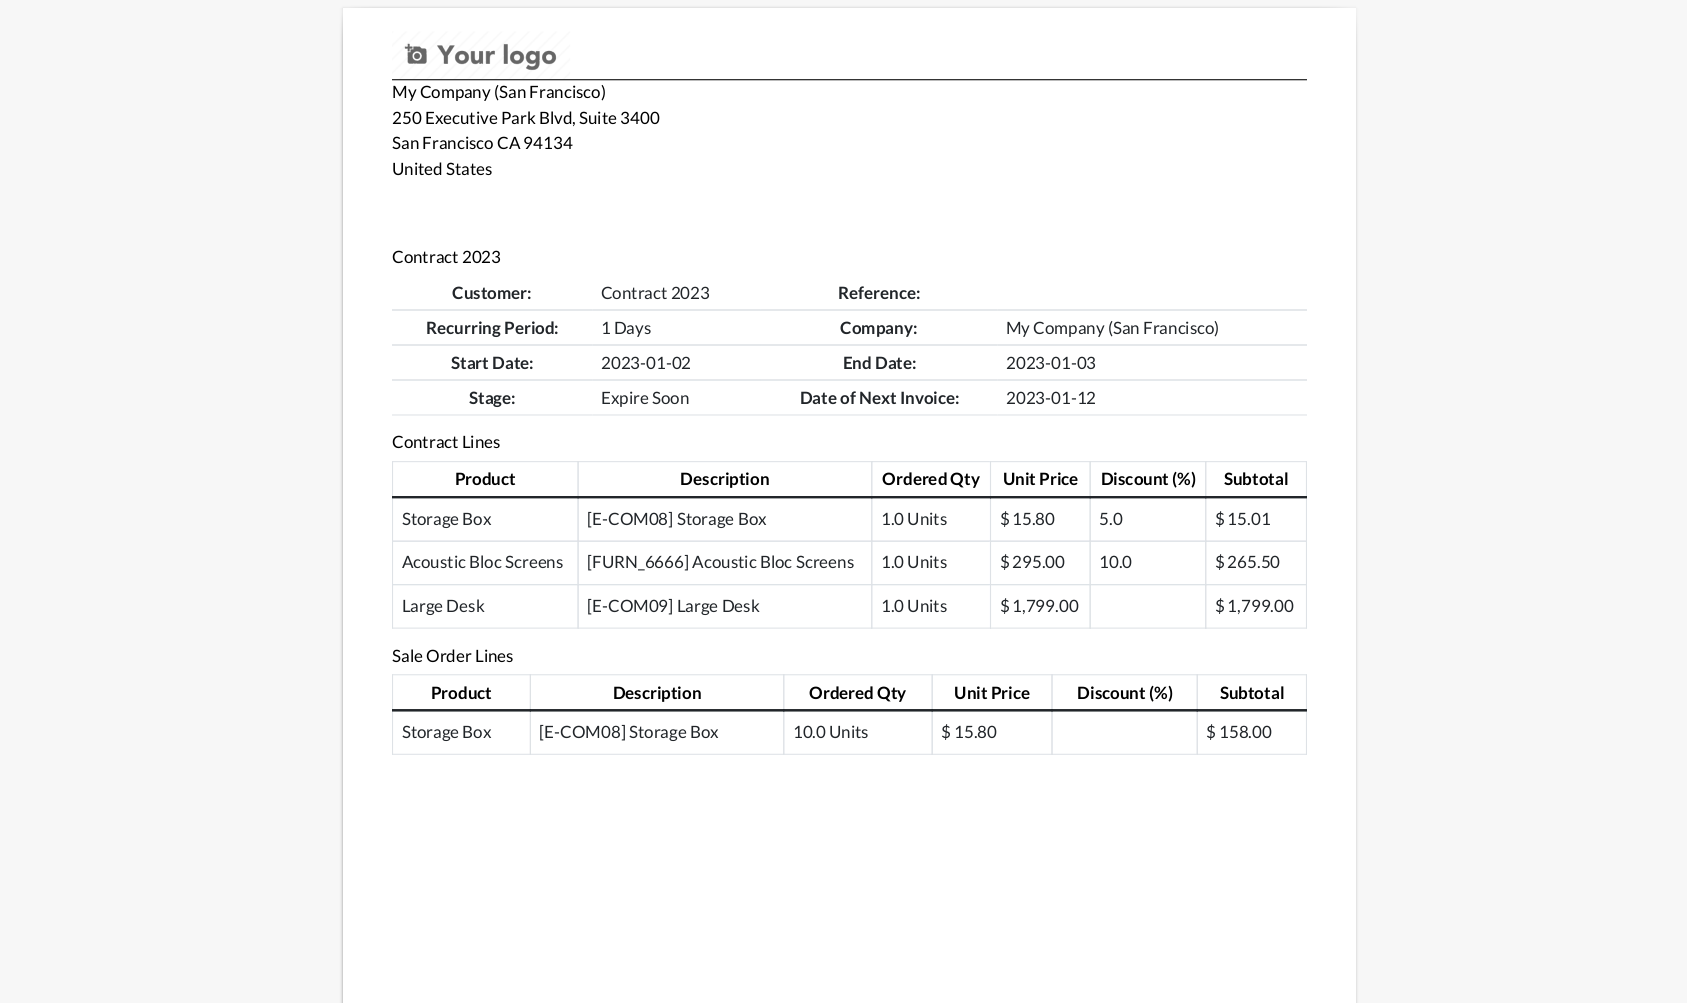 Your logo
My Company (San Francisco)
250 Executive Park Blvd, Suite 3400
San Francisco CA 94134
United States
Contract 2023
Customer: Contract 2023 Reference:
Recurring Period: 1 Days Company: My Company (San Francisco)
Start Date: 2023-01-02 End Date: 2023-01-03
Stage: Expire Soon Date of Next Invoice: 2023-01-12
Contract Lines
Product Description Ordered Qty Unit Price Discount (%) Subtotal
Storage Box [E-COM08] Storage Box 1.0 Units $ 15.80 5.0 $ 15.01
Acoustic Bloc Screens [FURN_6666] Acoustic Bloc Screens 1.0 Units $ 295.00 10.0 $ 265.50
Large Desk [E-COM09] Large Desk 1.0 Units $ 1,799.00 $ 1,799.00
Sale Order Lines
Product Description Ordered Qty Unit Price Discount (%) Subtotal
Storage Box [E-COM08] Storage Box 10.0 Units $ 15.80 $ 158.00